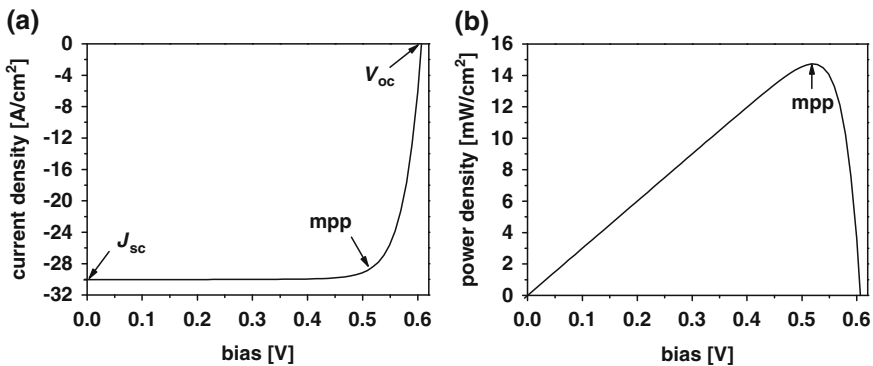 (a)
current density [A/cm²]
0
-4
-8
-12
-16
-20
-24
-28
-32
V_oc
mpp
J_sc
0.0 0.1 0.2 0.3 0.4 0.5 0.6
bias [V]
(b)
power density [mW/cm²]
16
14
12
10
8
6
4
2
0
mpp
0.0 0.1 0.2 0.3 0.4 0.5 0.6
bias [V]